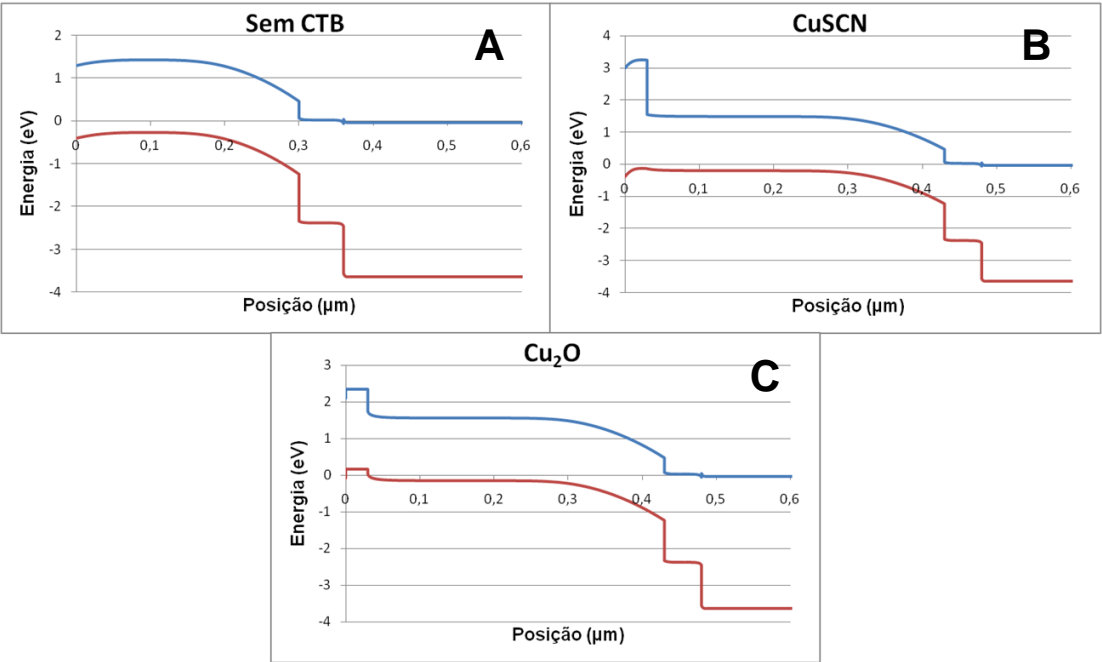 Sem CTB
A
2
1
0
-1
-2
-3
-4
0 0,1 0,2 0,3 0,4 0,5 0,6
Energia (eV)
Posição (µm)
CuSCN
B
4
3
2
1
0
-1
-2
-3
-4
0 0,1 0,2 0,3 0,4 0,5 0,6
Energia (eV)
Posição (µm)
Cu₂O
C
3
2
1
0
-1
-2
-3
-4
0 0,1 0,2 0,3 0,4 0,5 0,6
Energia (eV)
Posição (µm)